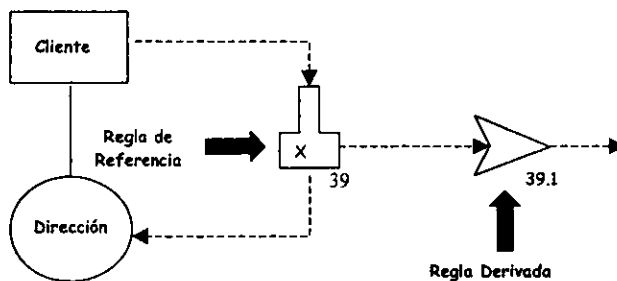 Cliente
Regla de
Referencia
X
39
39.1
Dirección
Regla Derivada